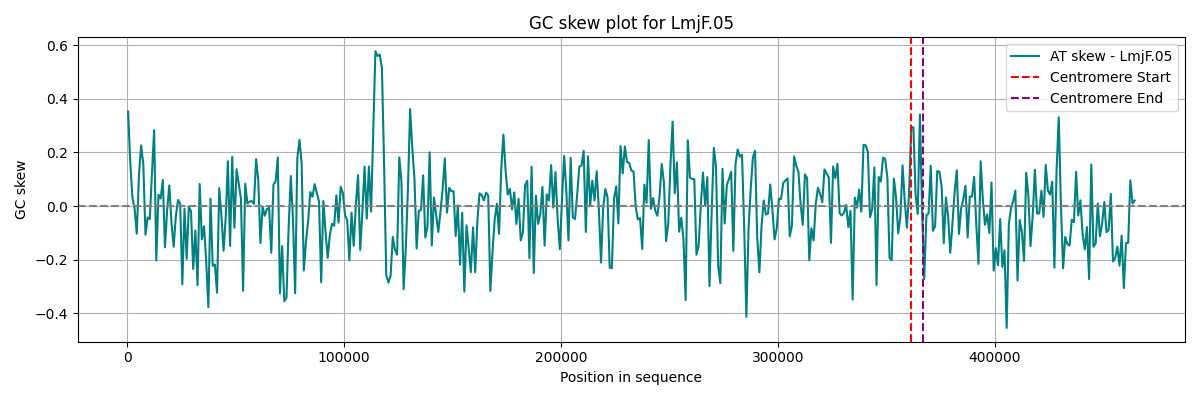 GC skew plot for LmjF.05
GC skew
0.6
0.4
0.2
0.0
−0.2
−0.4
AT skew - LmjF.05
Centromere Start
Centromere End
0 100000 200000 300000 400000
Position in sequence